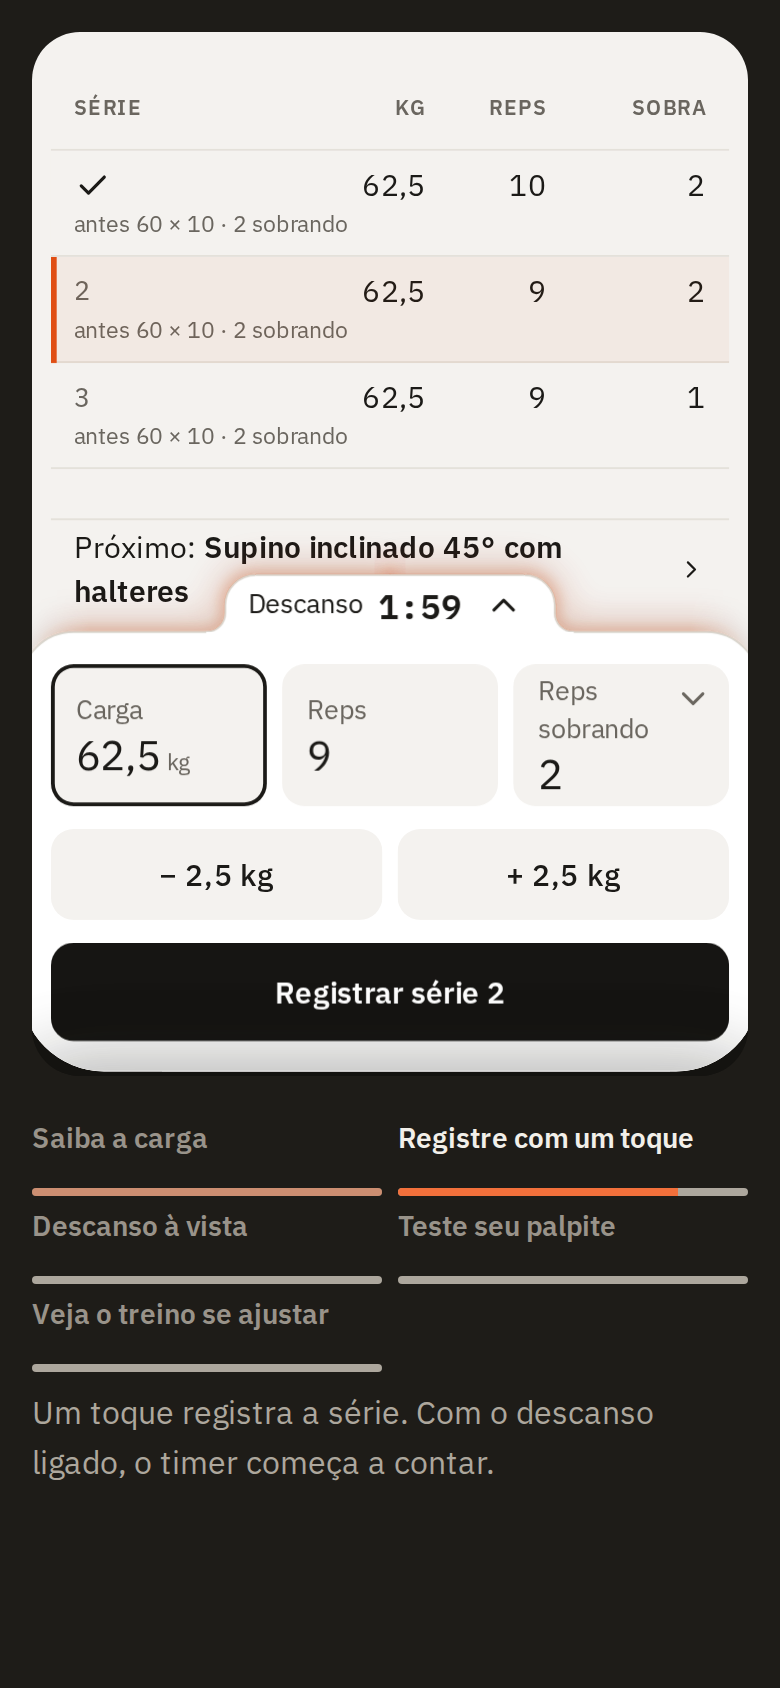 SÉRIE KG REPS SOBRA
62,5 10 2
antes 60 × 10 · 2 sobrando
2 62,5 9 2
antes 60 × 10 · 2 sobrando
3 62,5 9 1
antes 60 × 10 · 2 sobrando
Próximo: Supino inclinado 45° com
halteres
Descanso 1:59
Carga
62,5 kg
Reps
9
Reps
sobrando
2
− 2,5 kg
+ 2,5 kg
Registrar série 2
Saiba a carga
Registre com um toque
Descanso à vista
Teste seu palpite
Veja o treino se ajustar
Um toque registra a série. Com o descanso
ligado, o timer começa a contar.